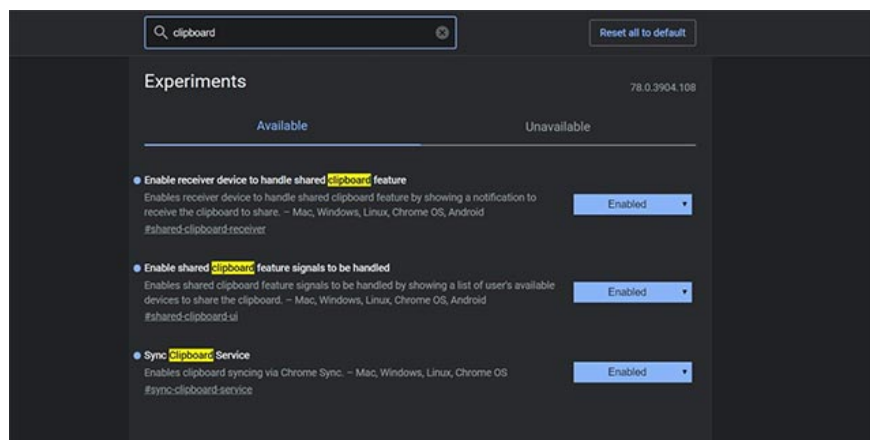 clipboard
Reset all to default
Experiments
78.0.3904.108
Available
Unavailable
Enable receiver device to handle shared clipboard feature
Enables receiver device to handle shared clipboard feature by showing a notification to
receive the clipboard to share. – Mac, Windows, Linux, Chrome OS, Android
#shared-clipboard-receiver
Enabled
Enable shared clipboard feature signals to be handled
Enables shared clipboard feature signals to be handled by showing a list of user's available
devices to share the clipboard. – Mac, Windows, Linux, Chrome OS, Android
#shared-clipboard-ui
Enabled
Sync Clipboard Service
Enables clipboard syncing via Chrome Sync. – Mac, Windows, Linux, Chrome OS
#sync-clipboard-service
Enabled